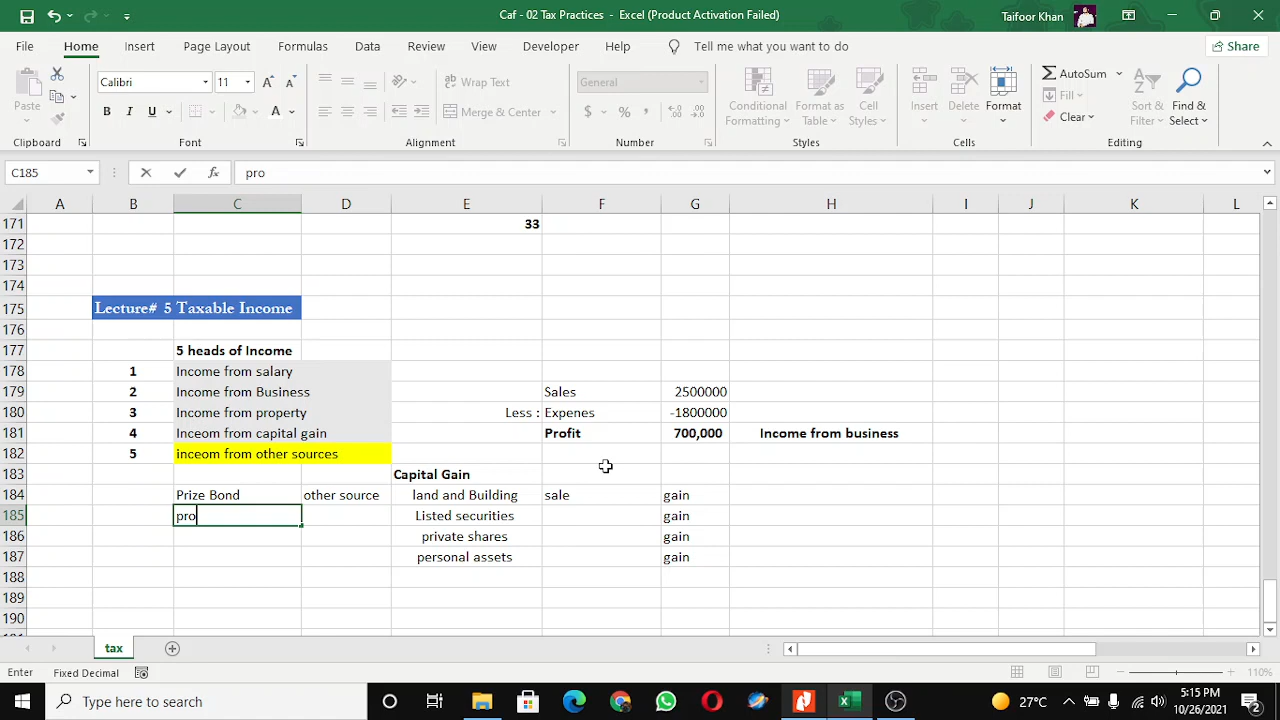 Caf - 02 Tax Practices - Excel (Product Activation Failed)
Taifoor Khan
File Home Insert Page Layout Formulas Data Review View Developer Help Tell me what you want to do Share
Paste
Calibri 11
A A
B I U A
Wrap Text
Merge & Center
General
$ % ,
Conditional Formatting
Format as Table
Cell Styles
Insert Delete Format
AutoSum
Fill
Clear
Sort & Filter
Find & Select
Clipboard Font Alignment Number Styles Cells Editing
C185 fx pro
A B C D E F G H I J K L
171 33
172
173
174
175 Lecture# 5 Taxable Income
176
177 5 heads of Income
178 1 Income from salary
179 2 Income from Business Sales 2500000
180 3 Income from property Less : Expenes -1800000
181 4 Inceom from capital gain Profit 700,000 Income from business
182 5 inceom from other sources
183 Capital Gain
184 Prize Bond other source land and Building sale gain
185 pro Listed securities gain
186 private shares gain
187 personal assets gain
188
189
190
tax
Enter Fixed Decimal 110%
Type here to search
27°C
5:15 PM
10/26/2021
2